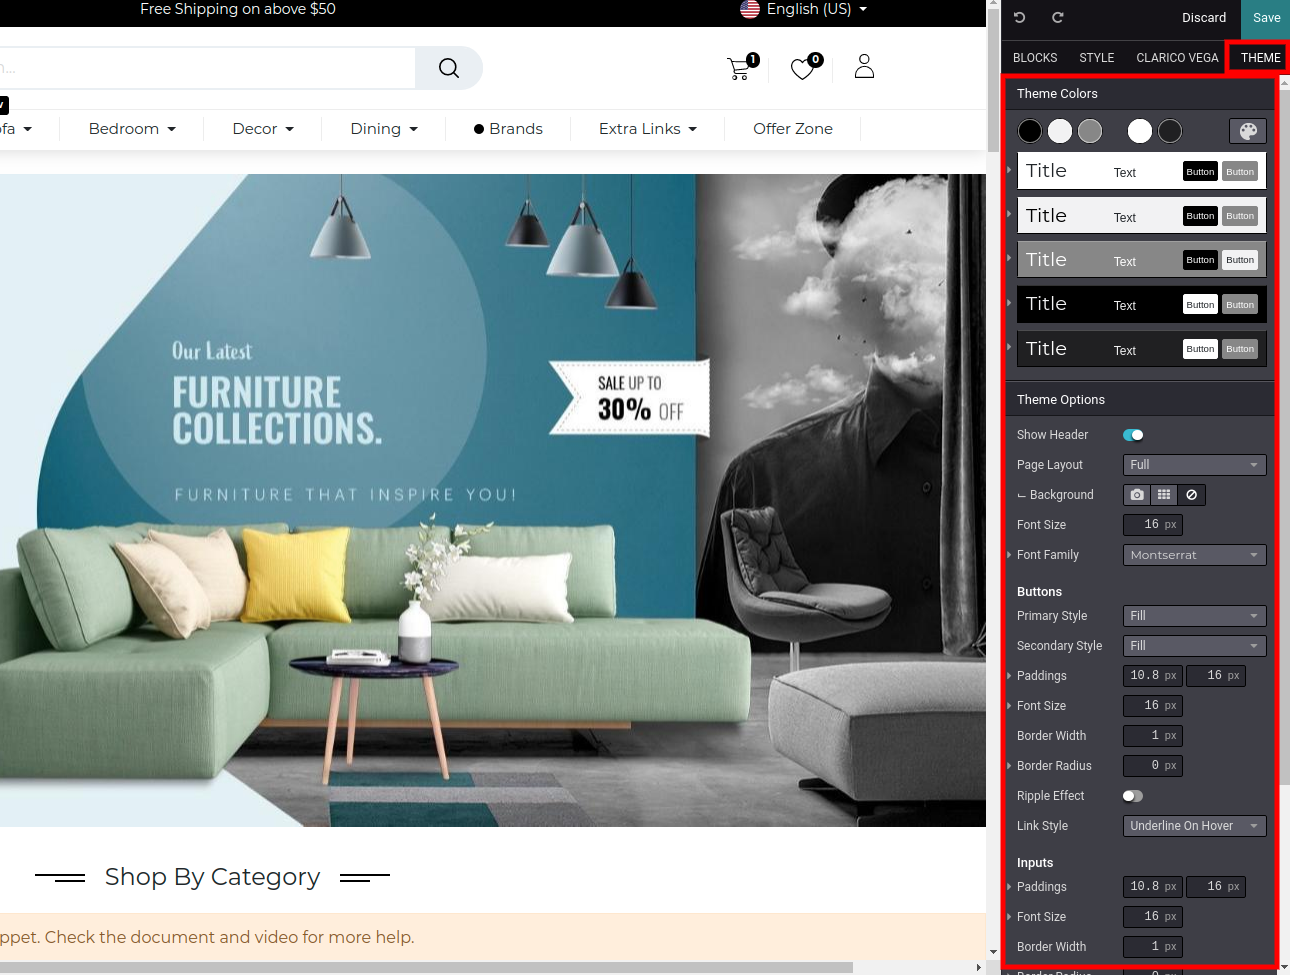 Free Shipping on above $50
English (US)
Discard
Save
BLOCKS
STYLE
CLARICO VEGA
THEME
1
0
Bedroom
Decor
Dining
Brands
Extra Links
Offer Zone
Our Latest
FURNITURE
COLLECTIONS.
FURNITURE THAT INSPIRE YOU!
SALE UP TO
30% OFF
Shop By Category
ppet. Check the document and video for more help.
Theme Colors
Title Text Button Button
Title Text Button Button
Title Text Button Button
Title Text Button Button
Title Text Button Button
Theme Options
Show Header
Page Layout Full
Background
Font Size 16 px
Font Family Montserrat
Buttons
Primary Style Fill
Secondary Style Fill
Paddings 10.8 px 16 px
Font Size 16 px
Border Width 1 px
Border Radius 0 px
Ripple Effect
Link Style Underline On Hover
Inputs
Paddings 10.8 px 16 px
Font Size 16 px
Border Width 1 px